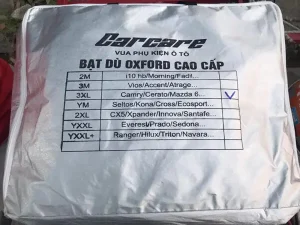 Carcare
VUA PHỤ KIỆN Ô TÔ
BẠT DÙ OXFORD CAO CẤP
2M i10 hb/Morning/Fadil...
3M Vios/Accent/Atrage...
3XL Camry/Cerato/Mazda 6... V
YM Seltos/Kona/Cross/Ecosport...
2XL CX5/Xpander/Innova/Santafe...
YXXL Everest/Prado/Sedona...
YXXL+ Ranger/Hilux/Triton/Navara...